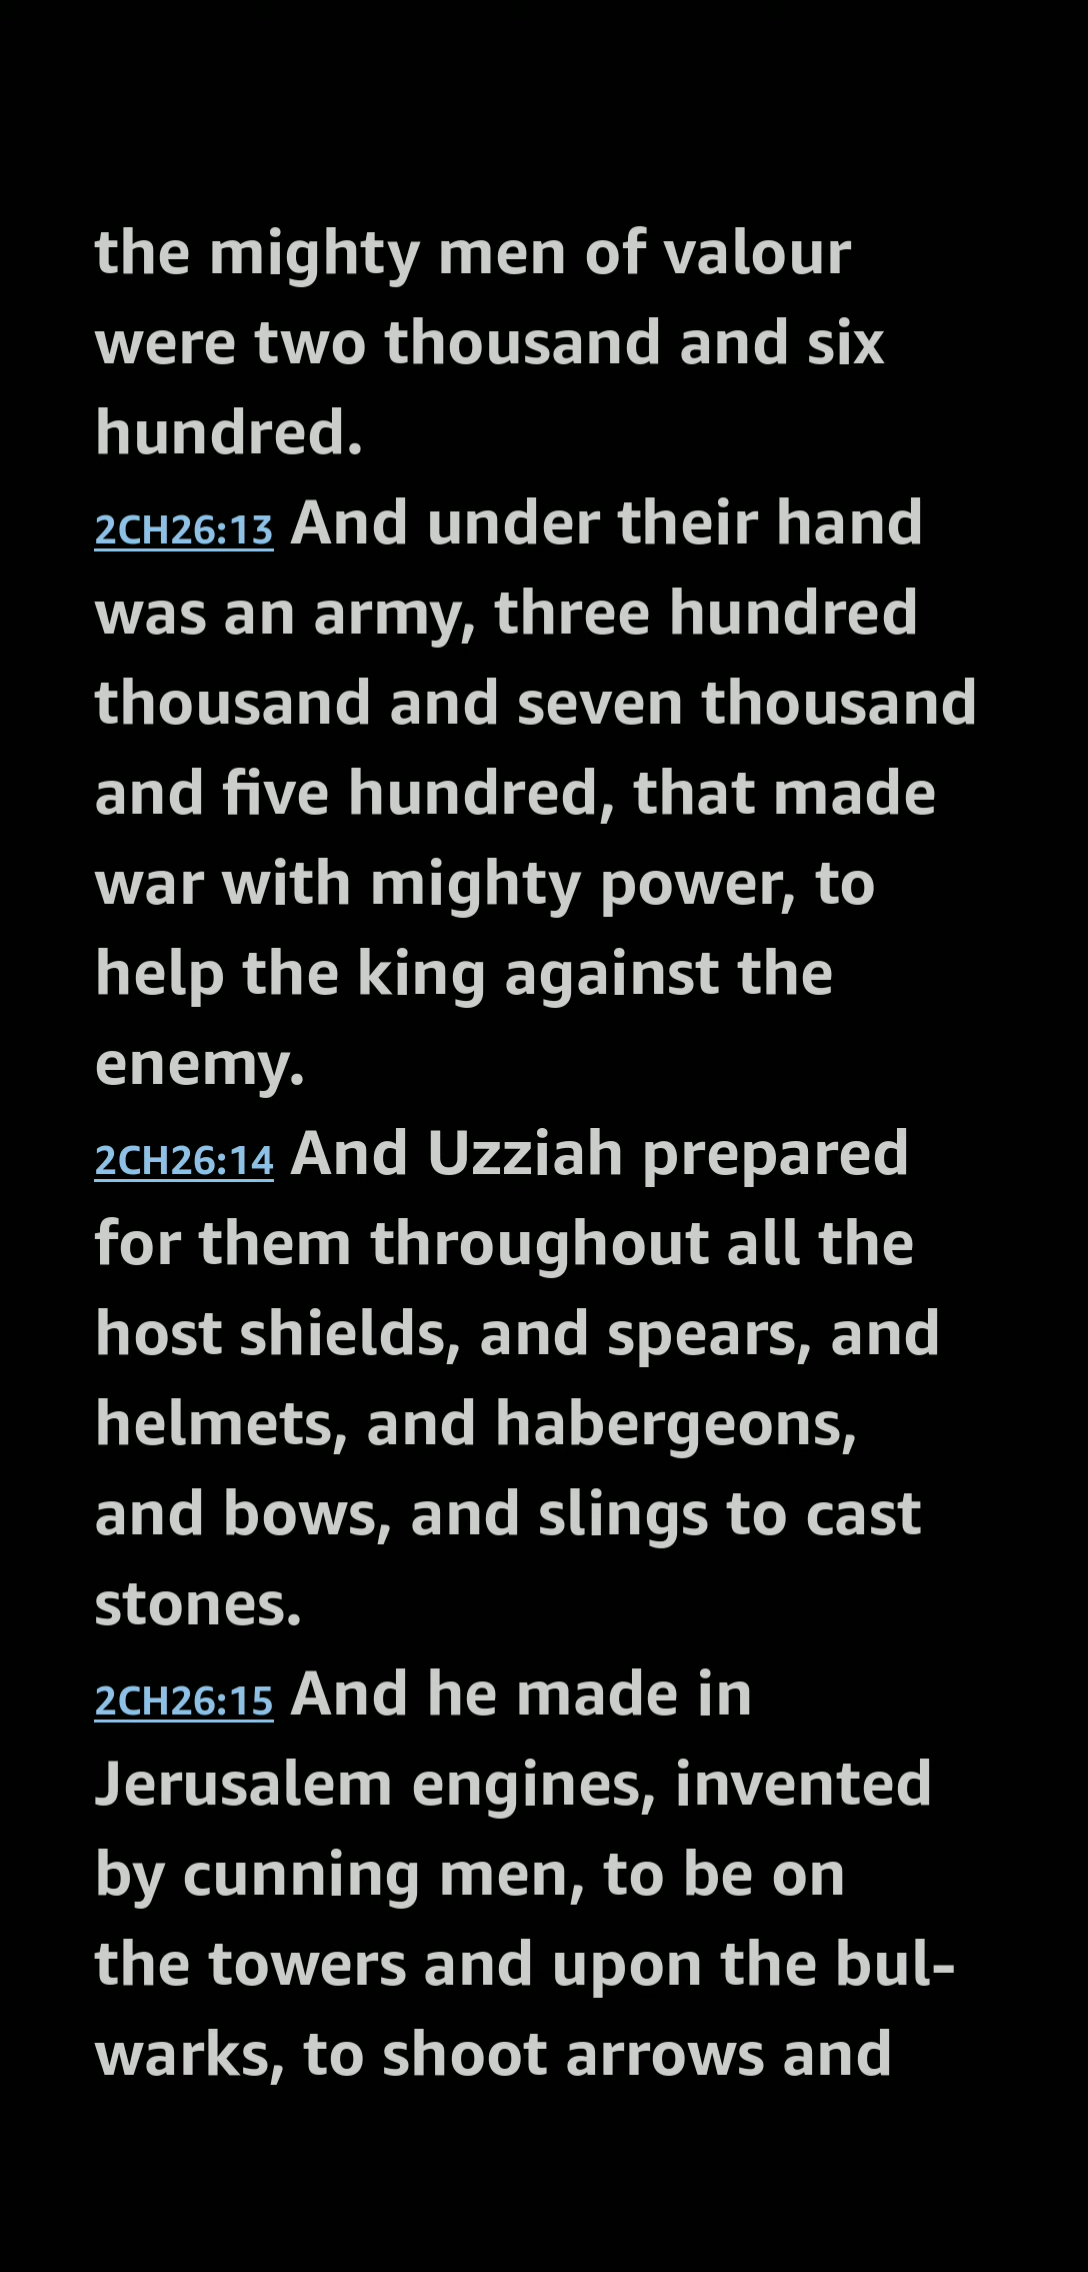 the mighty men of valour
were two thousand and six
hundred.
2CH26:13 And under their hand
was an army, three hundred
thousand and seven thousand
and five hundred, that made
war with mighty power, to
help the king against the
enemy.
2CH26:14 And Uzziah prepared
for them throughout all the
host shields, and spears, and
helmets, and habergeons,
and bows, and slings to cast
stones.
2CH26:15 And he made in
Jerusalem engines, invented
by cunning men, to be on
the towers and upon the bul-
warks, to shoot arrows and